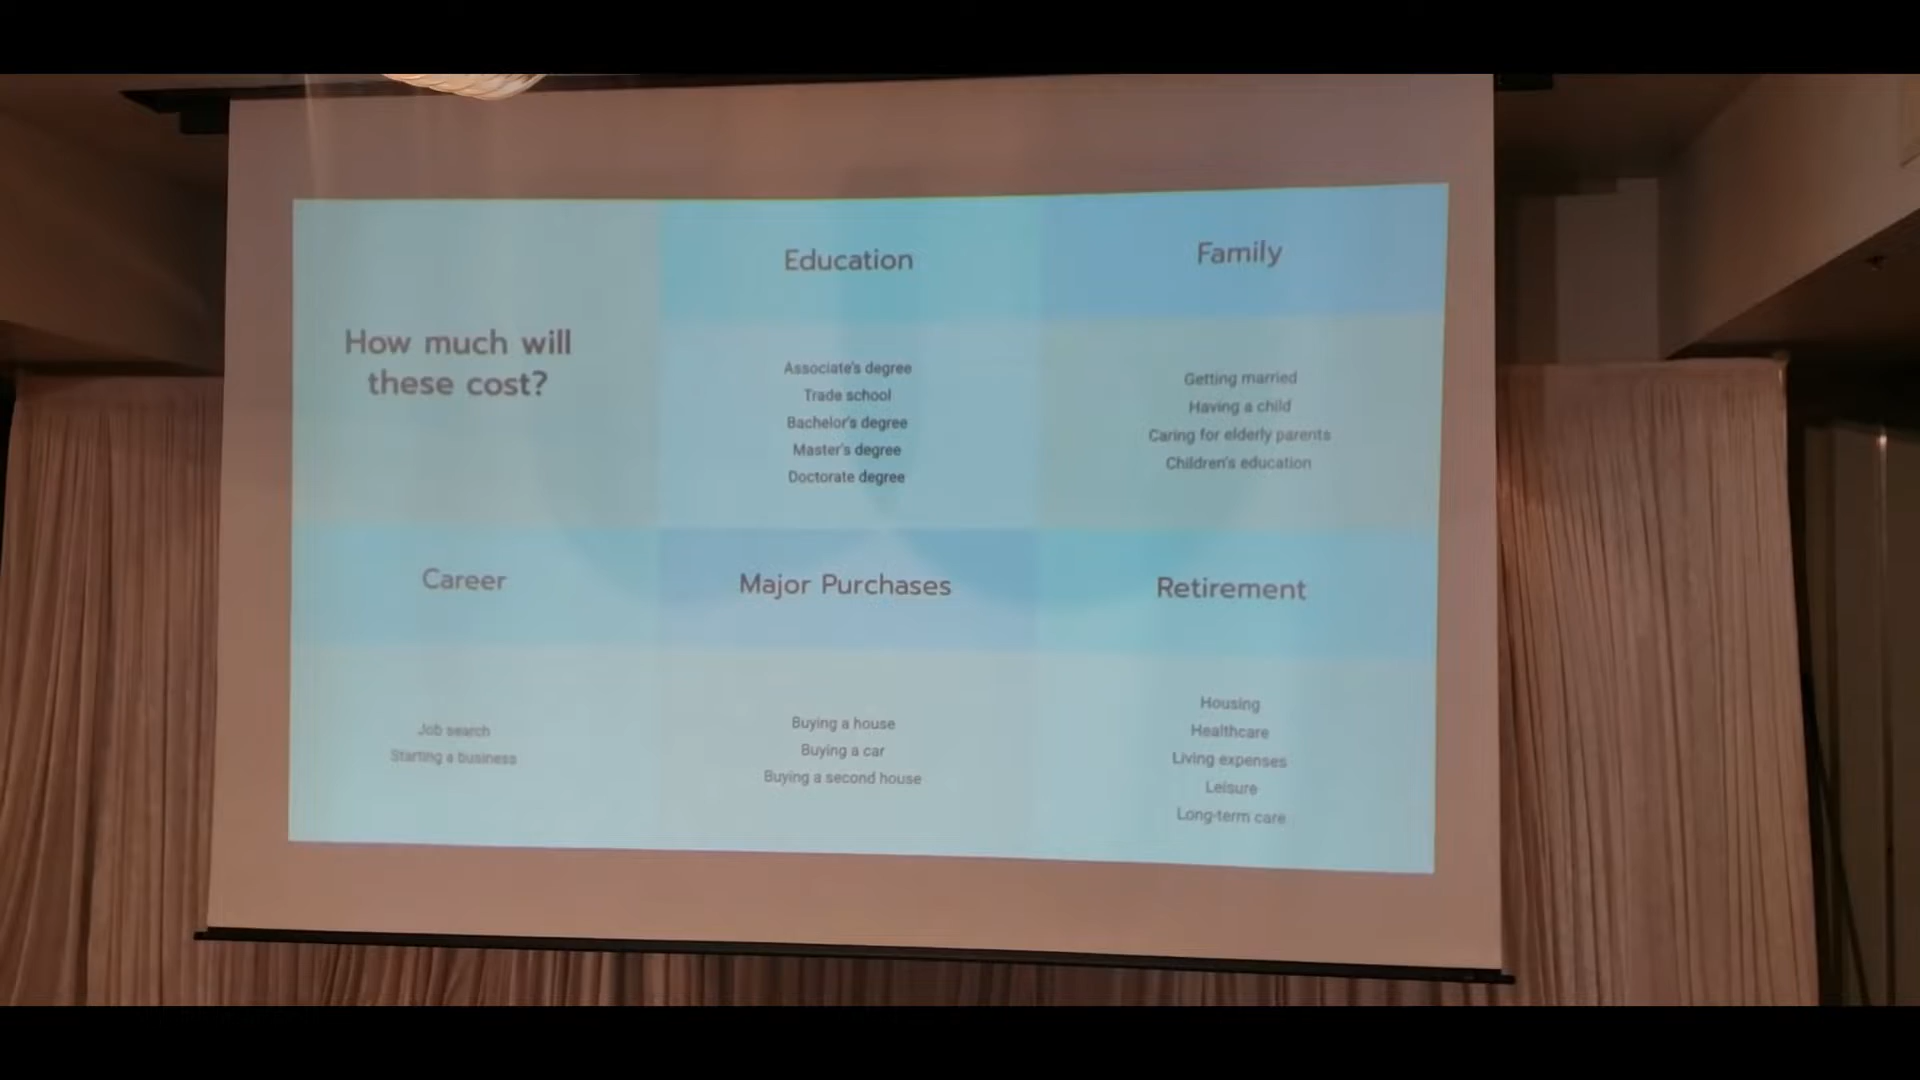 How much will
these cost?
Education
Associate's degree
Trade school
Bachelor's degree
Master's degree
Doctorate degree
Family
Getting married
Having a child
Caring for elderly parents
Children's education
Career
Job search
Starting a business
Major Purchases
Buying a house
Buying a car
Buying a second house
Retirement
Housing
Healthcare
Living expenses
Leisure
Long-term care